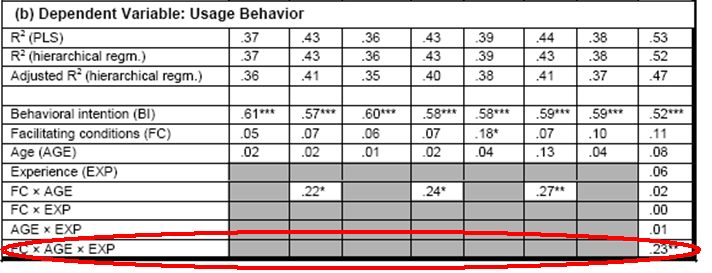 (b) Dependent Variable: Usage Behavior
R² (PLS) .37 .43 .36 .43 .39 .44 .38 .53
R² (hierarchical regrn.) .37 .43 .36 .43 .39 .43 .38 .52
Adjusted R² (hierarchical regrn.) .36 .41 .35 .40 .38 .41 .37 .47
Behavioral intention (BI) .61*** .57*** .60*** .58*** .58*** .59*** .59*** .52***
Facilitating conditions (FC) .05 .07 .06 .07 .18* .07 .10 .11
Age (AGE) .02 .02 .01 .02 .04 .13 .04 .08
Experience (EXP) .06
FC × AGE .22* .24* .27** .02
FC × EXP .00
AGE × EXP .01
FC × AGE × EXP .23**